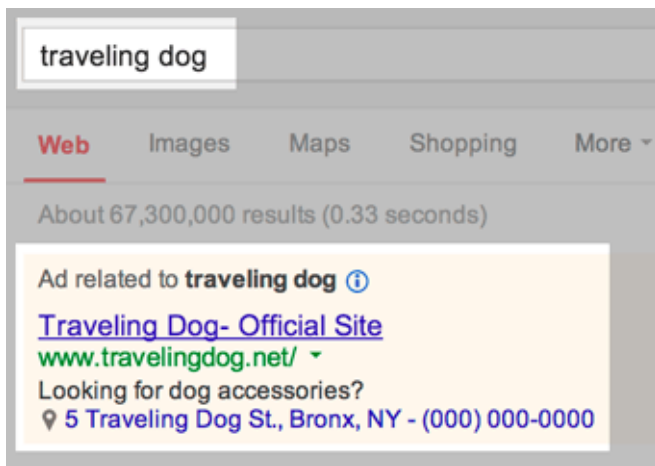 traveling dog
Web Images Maps Shopping More
About 67,300,000 results (0.33 seconds)
Ad related to traveling dog
Traveling Dog- Official Site
www.travelingdog.net/
Looking for dog accessories?
5 Traveling Dog St., Bronx, NY - (000) 000-0000